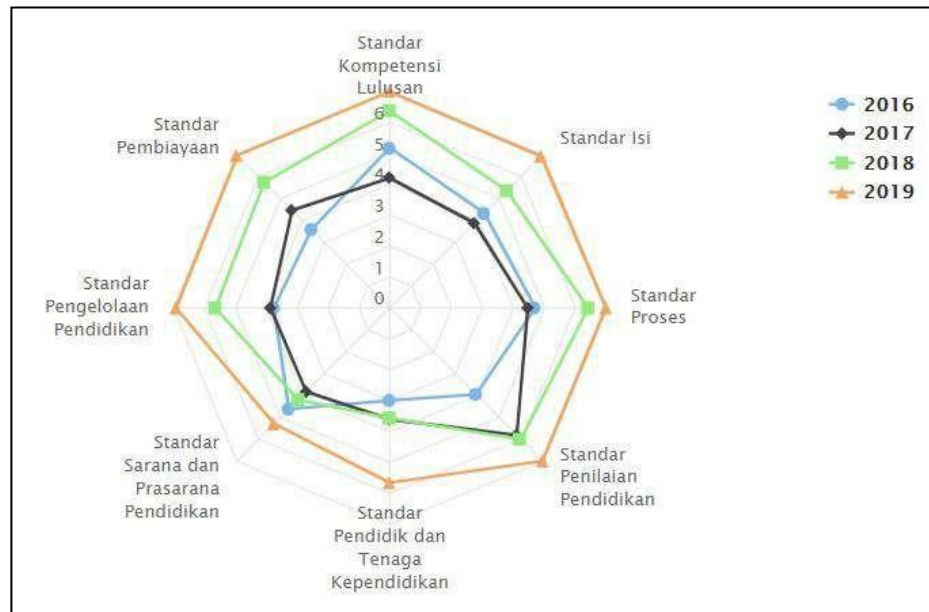 Standar
Kompetensi
Lulusan
Standar Isi
Standar
Proses
Standar
Penilaian
Pendidikan
Standar
Pendidik dan
Tenaga
Kependidikan
Standar
Sarana dan
Prasarana
Pendidikan
Standar
Pengelolaan
Pendidikan
Standar
Pembiayaan
6
5
4
3
2
1
0
2016
2017
2018
2019